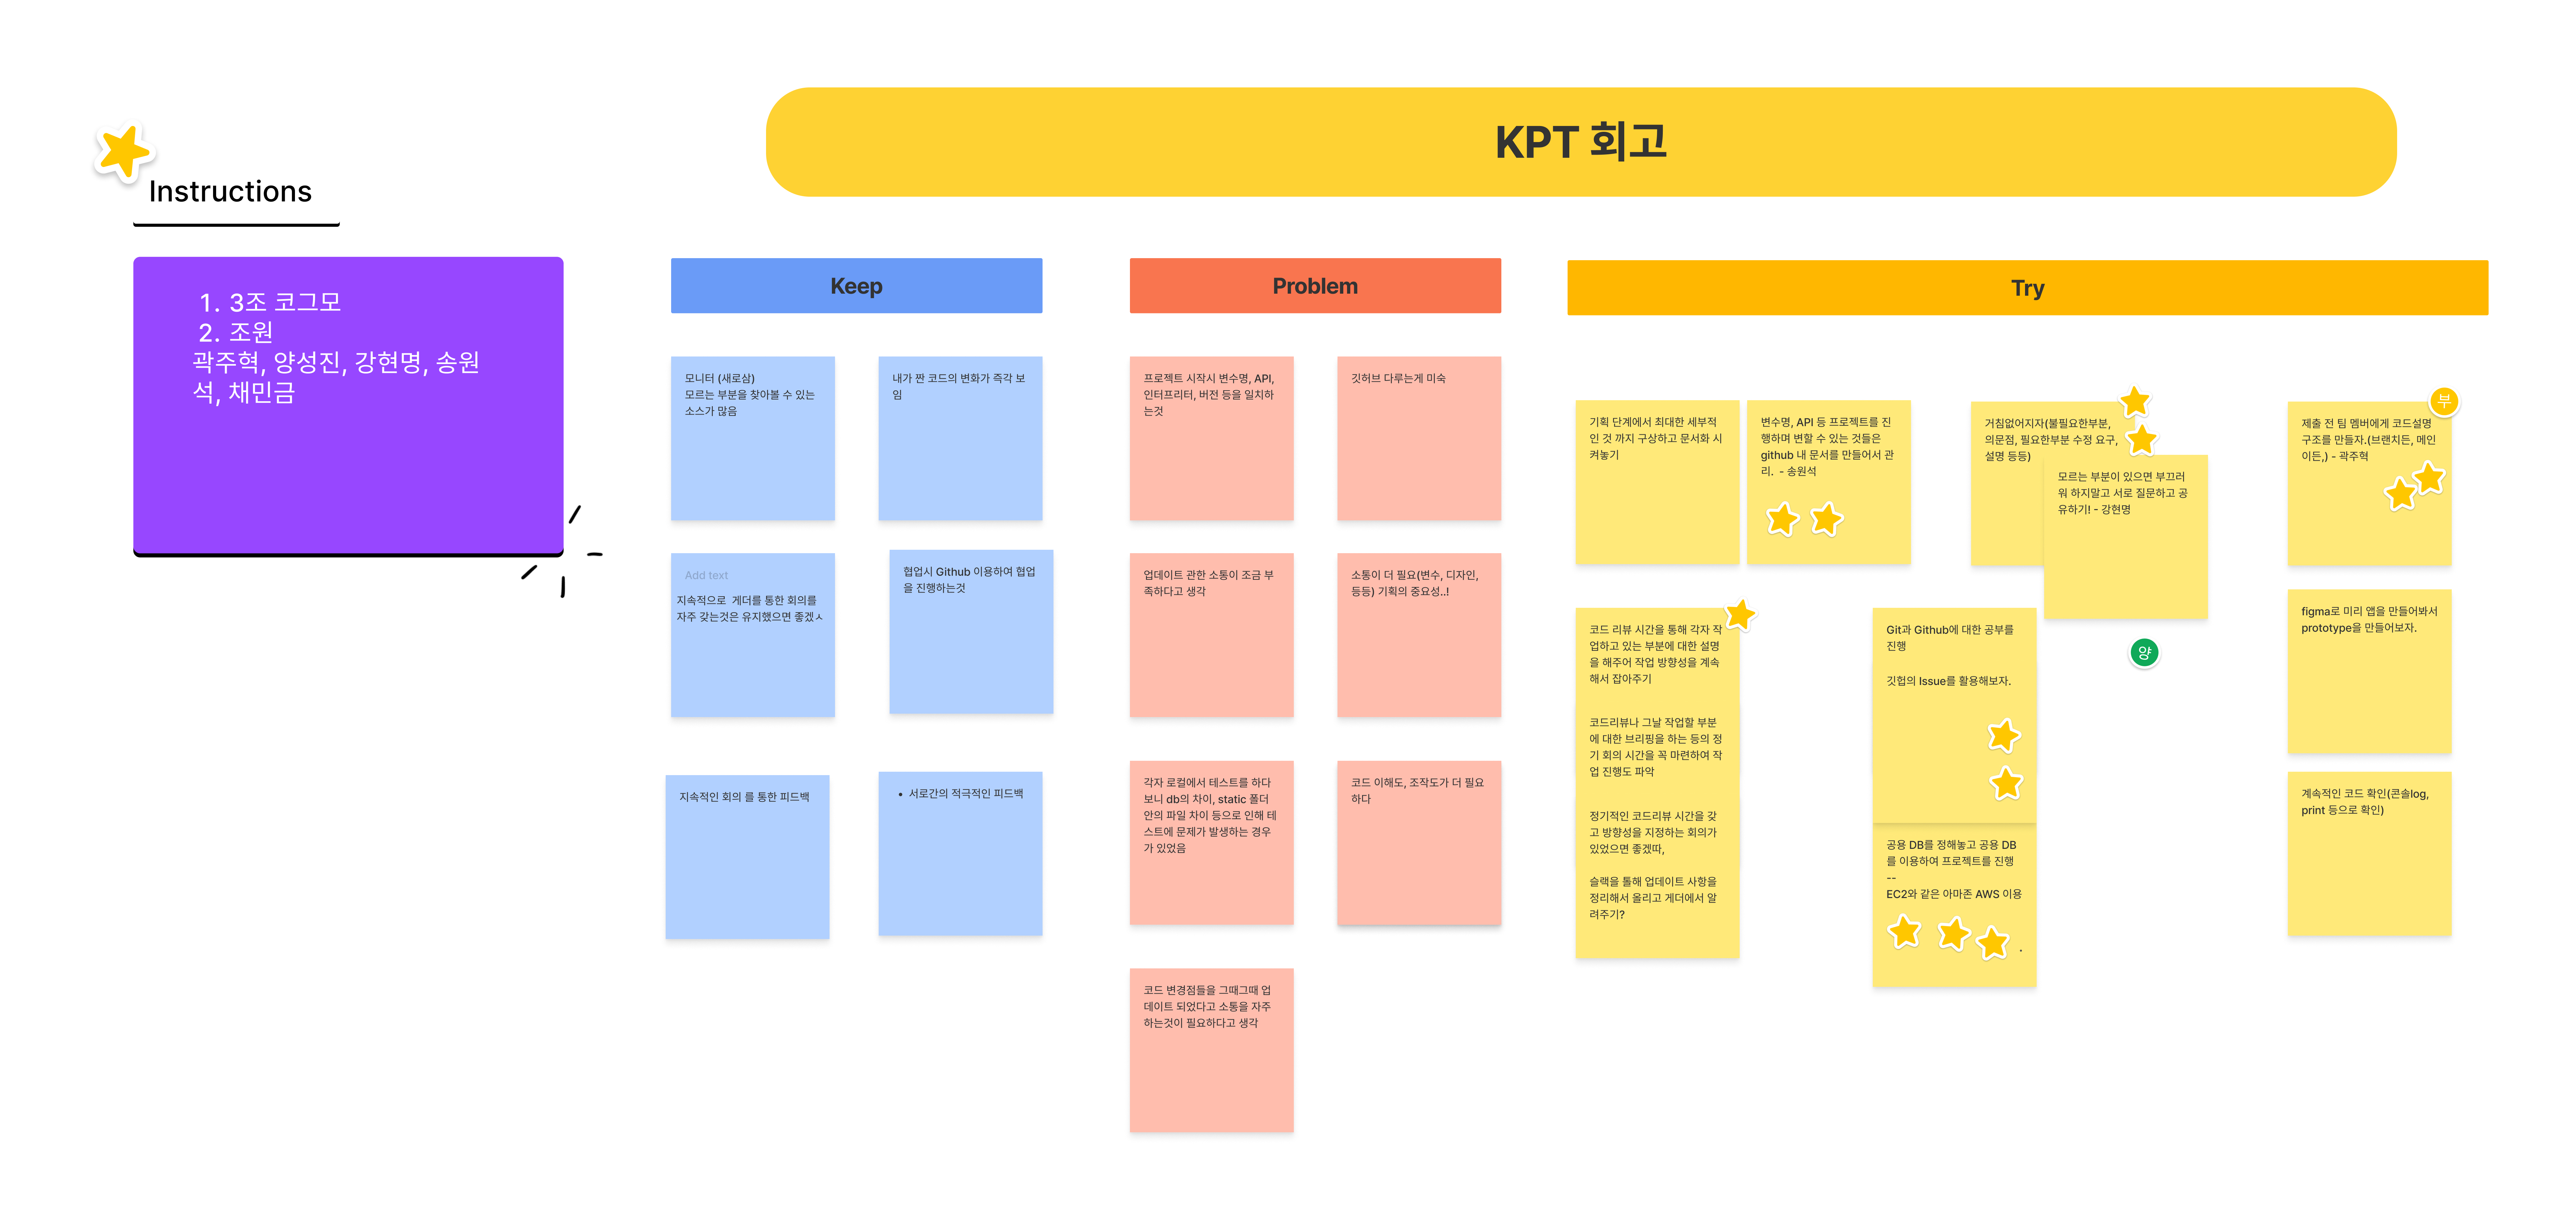 KPT 회고
Instructions
1. 3조 코그모
2. 조원
곽주혁, 양성진, 강현명, 송원
석, 채민금
Keep
모니터 (새로삼)
모르는 부분을 찾아볼 수 있는
소스가 많음
내가 짠 코드의 변화가 즉각 보
임
Add text
지속적으로 게더를 통한 회의를
자주 갖는것은 유지했으면 좋겠ㅅ
협업시 Github 이용하여 협업
을 진행하는것
지속적인 회의 를 통한 피드백
• 서로간의 적극적인 피드백
Problem
프로젝트 시작시 변수명, API,
인터프리터, 버전 등을 일치하
는것
깃허브 다루는게 미숙
업데이트 관한 소통이 조금 부
족하다고 생각
소통이 더 필요(변수, 디자인,
등등) 기획의 중요성..!
각자 로컬에서 테스트를 하다
보니 db의 차이, static 폴더
안의 파일 차이 등으로 인해 테
스트에 문제가 발생하는 경우
가 있었음
코드 이해도, 조작도가 더 필요
하다
코드 변경점들을 그때그때 업
데이트 되었다고 소통을 자주
하는것이 필요하다고 생각
Try
기획 단계에서 최대한 세부적
인 것 까지 구상하고 문서화 시
켜놓기
변수명, API 등 프로젝트를 진
행하며 변할 수 있는 것들은
github 내 문서를 만들어서 관
리. - 송원석
거침없어지자(불필요한부분,
의문점, 필요한부분 수정 요구,
설명 등등)
모르는 부분이 있으면 부끄러
워 하지말고 서로 질문하고 공
유하기! - 강현명
양
부
제출 전 팀 멤버에게 코드설명
구조를 만들자.(브랜치든, 메인
이든,) - 곽주혁
코드 리뷰 시간을 통해 각자 작
업하고 있는 부분에 대한 설명
을 해주어 작업 방향성을 계속
해서 잡아주기
코드리뷰나 그날 작업할 부분
에 대한 브리핑을 하는 등의 정
기 회의 시간을 꼭 마련하여 작
업 진행도 파악
정기적인 코드리뷰 시간을 갖
고 방향성을 지정하는 회의가
있었으면 좋겠따,
슬랙을 톨해 업데이트 사항을
정리해서 올리고 게더에서 알
려주기?
Git과 Github에 대한 공부를
진행
깃헙의 Issue를 활용해보자.
공용 DB를 정해놓고 공용 DB
를 이용하여 프로젝트를 진행
--
EC2와 같은 아마존 AWS 이용
.
figma로 미리 앱을 만들어봐서
prototype을 만들어보자.
계속적인 코드 확인(콘솔log,
print 등으로 확인)